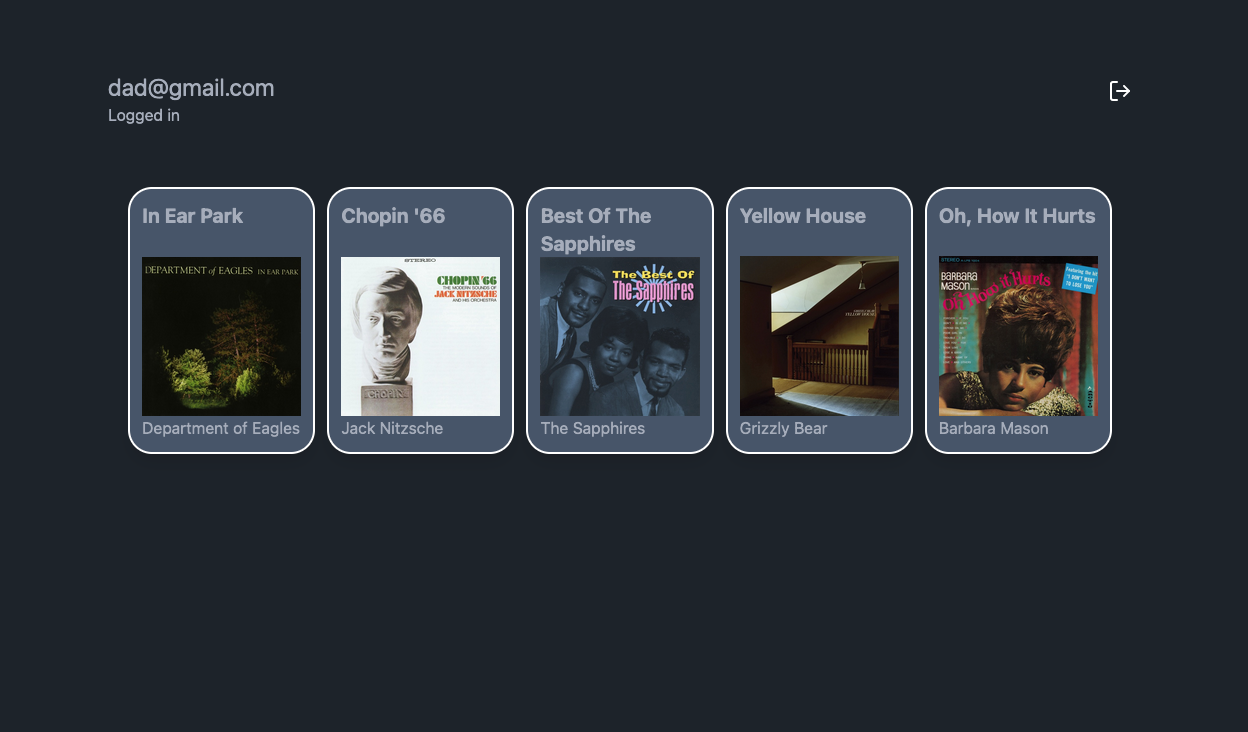 dad@gmail.com
Logged in
In Ear Park
DEPARTMENT of EAGLES IN EAR PARK
Department of Eagles
Chopin '66
STEREO
CHOPIN '66
THE MODERN SOUNDS OF
JACK NITZSCHE
AND HIS ORCHESTRA
CHOPIN
Jack Nitzsche
Best Of The
Sapphires
The Best Of
The Sapphires
The Sapphires
Yellow House
YELLOW HOUSE
Grizzly Bear
Oh, How It Hurts
STEREO
BARBARA
MASON
Oh How it Hurts
Featuring the hit
"I DON'T WANT
TO LOSE YOU"
Barbara Mason